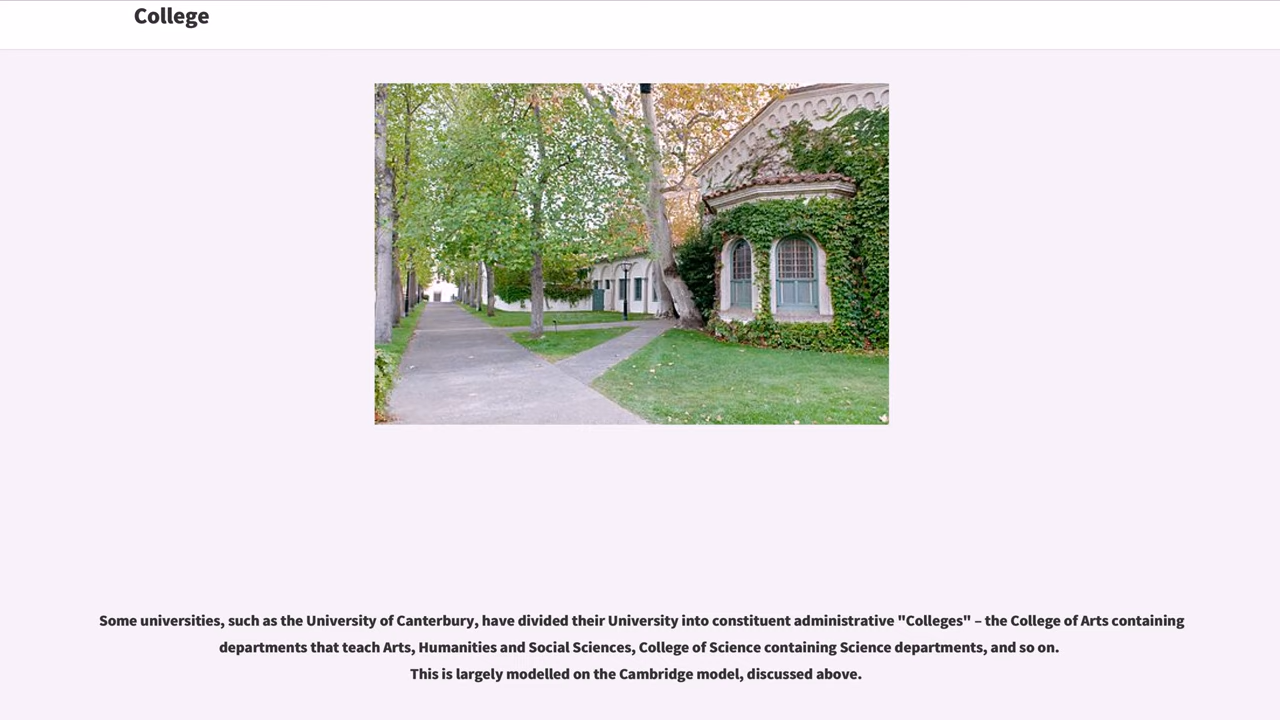 College
Some universities, such as the University of Canterbury, have divided their University into constituent administrative "Colleges" – the College of Arts containing
departments that teach Arts, Humanities and Social Sciences, College of Science containing Science departments, and so on.
This is largely modelled on the Cambridge model, discussed above.